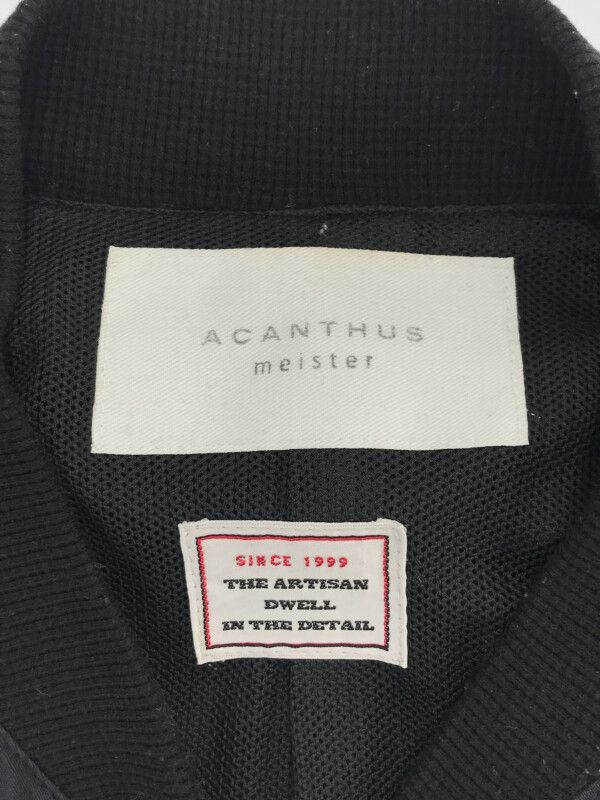 ACANTHUS
meister
SINCE 1999
THE ARTISAN
DWELL
IN THE DETAIL